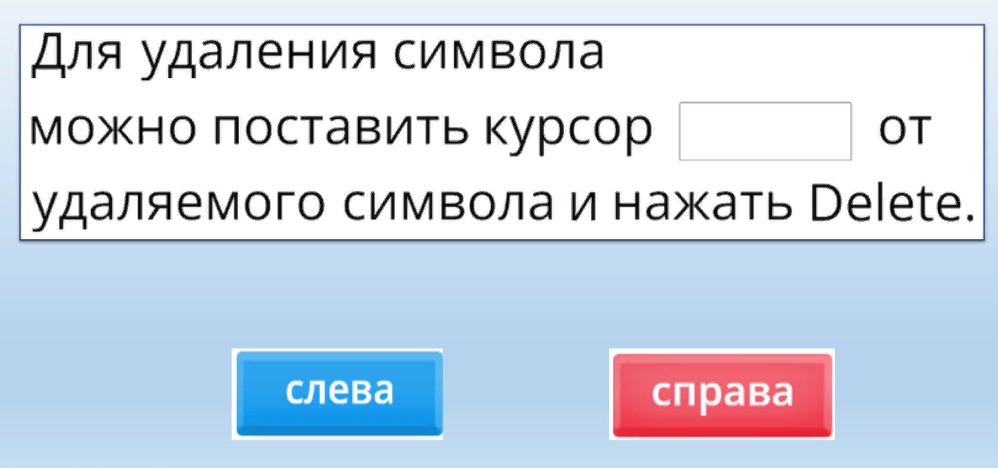 Для удаления символа
можно поставить курсор от
удаляемого символа и нажать Delete.
слева
справа